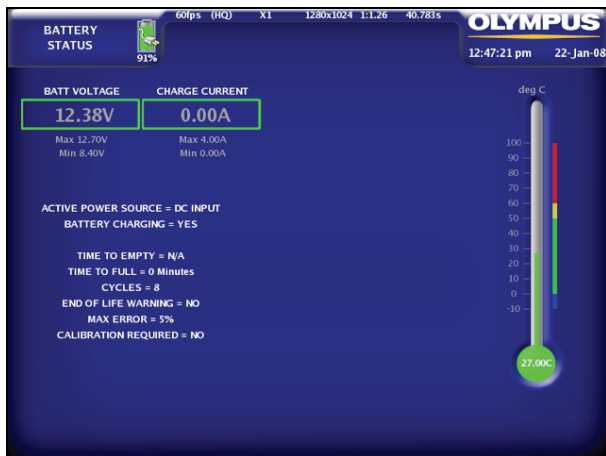 BATTERY
STATUS
91%
60fps (HQ) X1 1280x1024 1:1.26 40.783s
OLYMPUS
12:47:21 pm 22-Jan-08
BATT VOLTAGE CHARGE CURRENT
12.38V 0.00A
Max 12.70V Max 4.00A
Min 8.40V Min 0.00A
ACTIVE POWER SOURCE = DC INPUT
BATTERY CHARGING = YES
TIME TO EMPTY = N/A
TIME TO FULL = 0 Minutes
CYCLES = 8
END OF LIFE WARNING = NO
MAX ERROR = 5%
CALIBRATION REQUIRED = NO
deg C
100
90
80
70
60
50
40
30
20
10
0
-10
27.00C